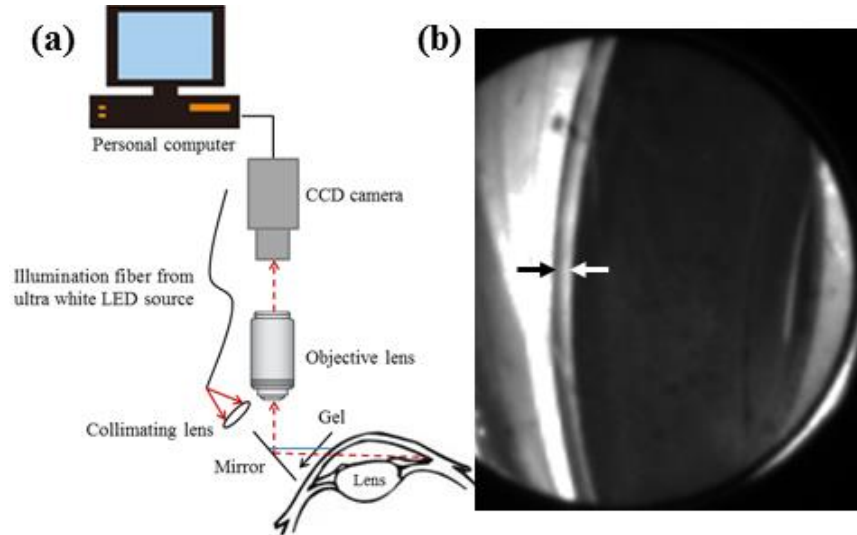 (a)
(b)
Personal computer
CCD camera
Illumination fiber from
ultra white LED source
Objective lens
Collimating lens
Gel
Mirror
Lens